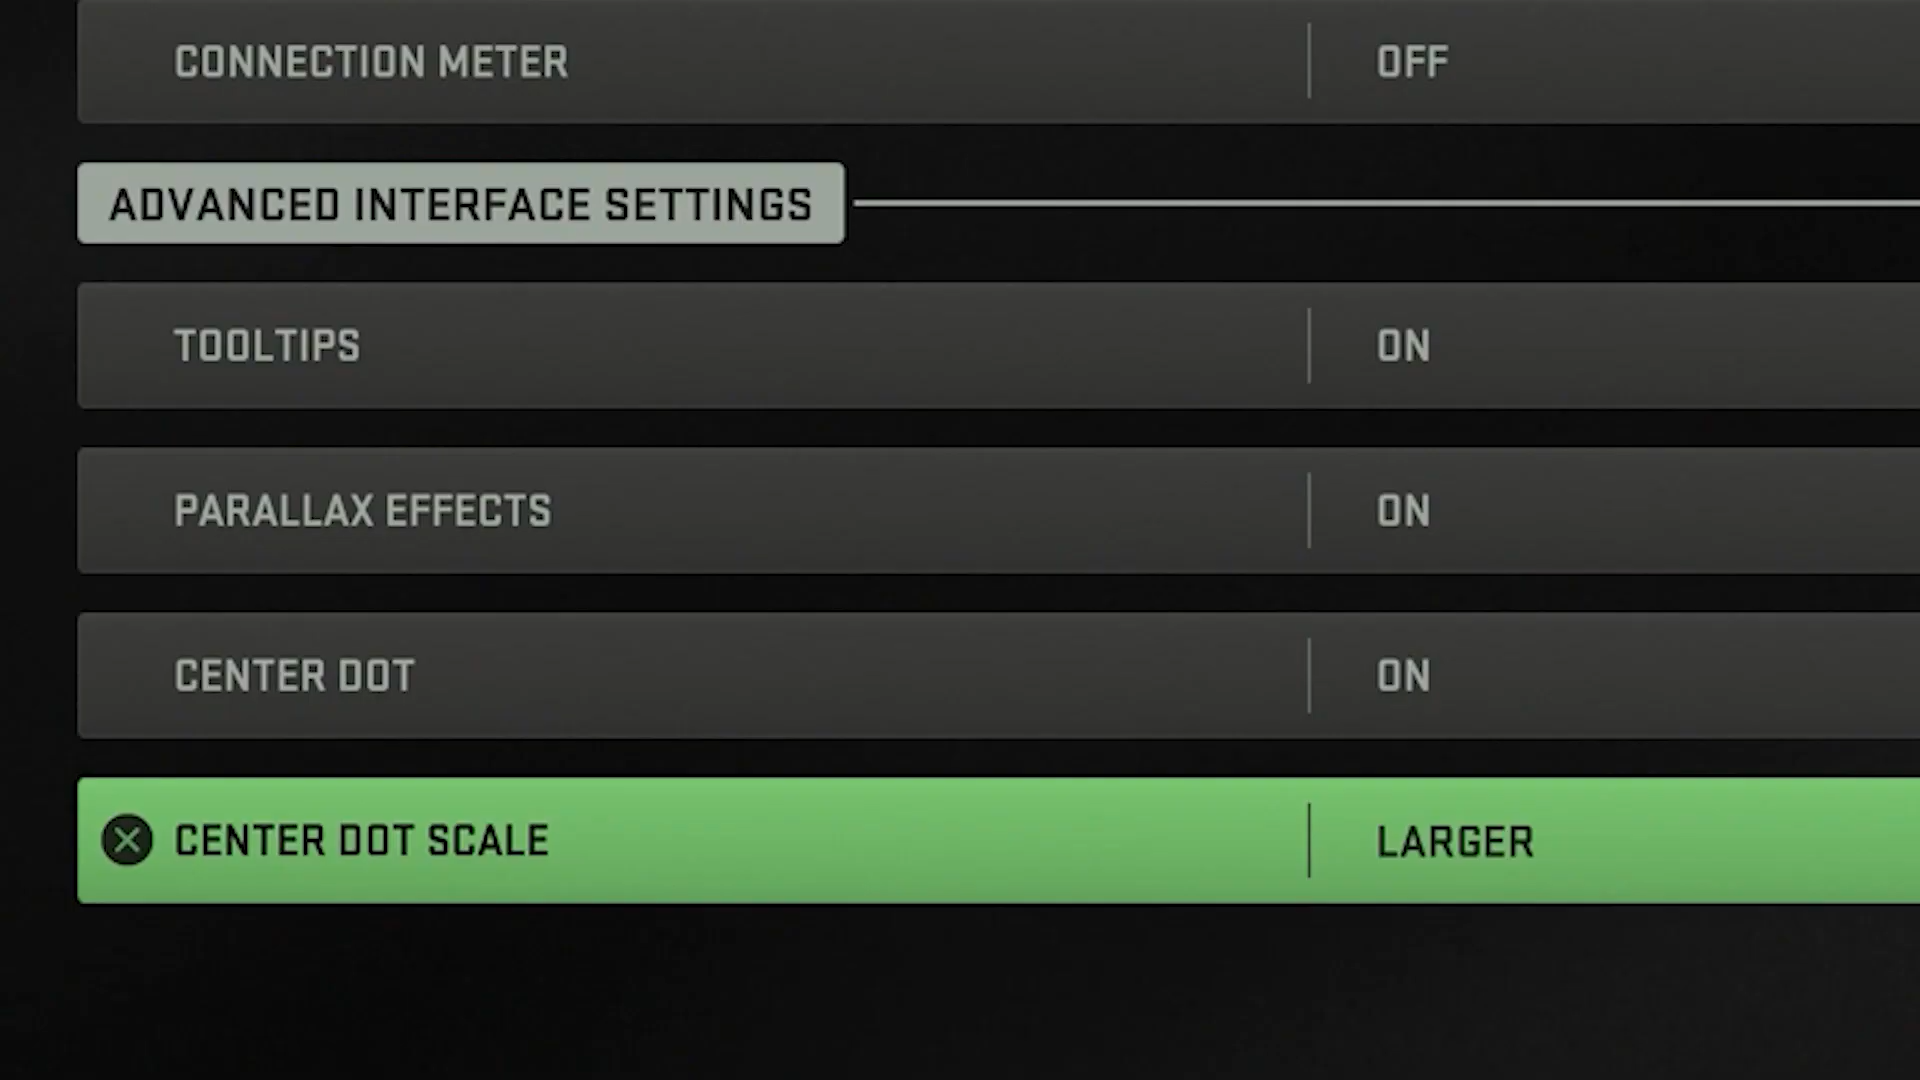 CONNECTION METER OFF
ADVANCED INTERFACE SETTINGS
TOOLTIPS ON
PARALLAX EFFECTS ON
CENTER DOT ON
CENTER DOT SCALE LARGER